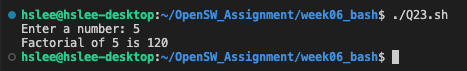 hslee@hslee-desktop:~/OpenSW_Assignment/week06_bash$ ./Q23.sh
Enter a number: 5
Factorial of 5 is 120
hslee@hslee-desktop:~/OpenSW_Assignment/week06_bash$